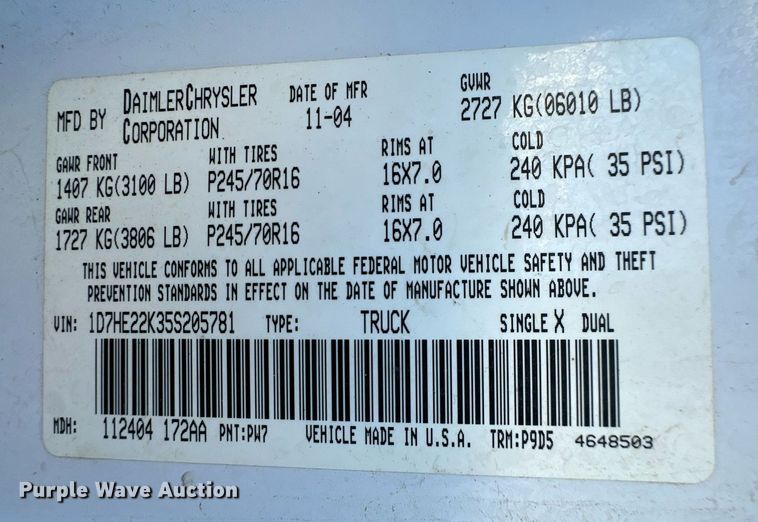 MFD BY DAIMLERCHRYSLER CORPORATION DATE OF MFR 11-04 GVWR 2727 KG(06010 LB)
GAWR FRONT WITH TIRES RIMS AT COLD
1407 KG(3100 LB) P245/70R16 16X7.0 240 KPA( 35 PSI)
GAWR REAR WITH TIRES RIMS AT COLD
1727 KG(3806 LB) P245/70R16 16X7.0 240 KPA( 35 PSI)
THIS VEHICLE CONFORMS TO ALL APPLICABLE FEDERAL MOTOR VEHICLE SAFETY AND THEFT
PREVENTION STANDARDS IN EFFECT ON THE DATE OF MANUFACTURE SHOWN ABOVE.
VIN: 1D7HE22K35S205781 TYPE: TRUCK SINGLE X DUAL
MDH: 112404 172AA PNT:PW7 VEHICLE MADE IN U.S.A. TRM:P9D5 4648503
Purple Wave Auction